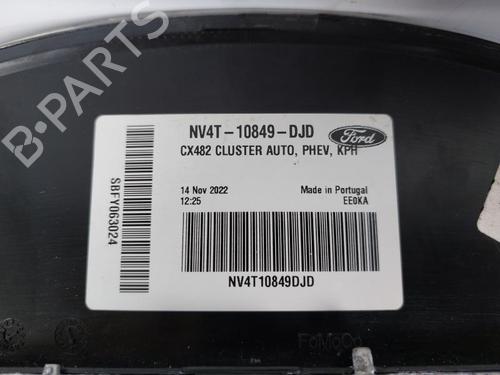 NV4T-10849-DJD
Ford
CX482 CLUSTER AUTO, PHEV, KPH
14 Nov 2022
Made in Portugal
12:25
EE0KA
SBFY063024
NV4T10849DJD
FoMoCo
B-PARTS